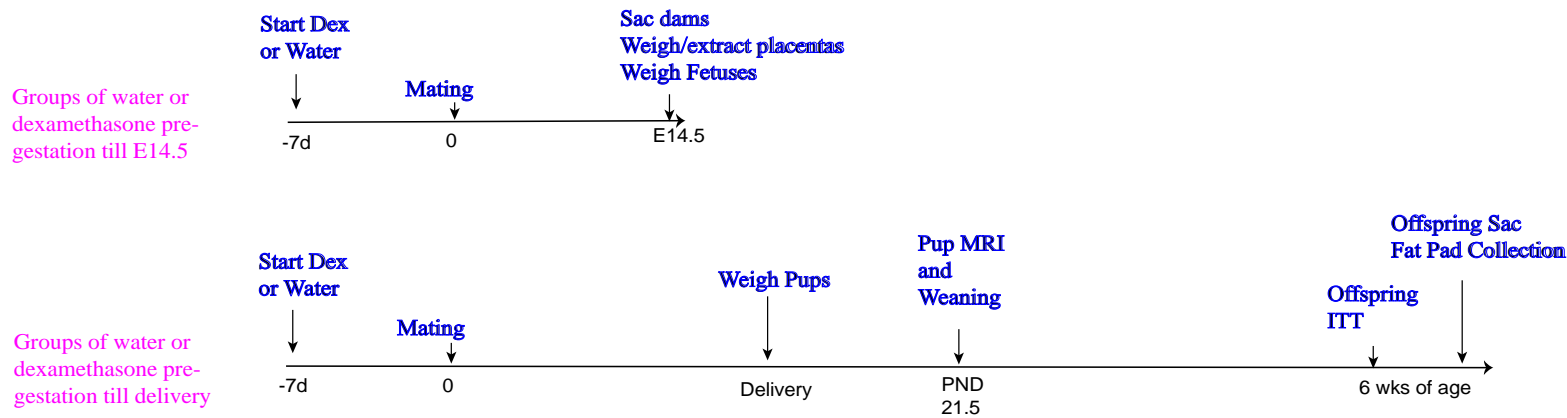 Start Dex
or Water
Sac dams
Weigh/extract placentas
Weigh Fetuses
Mating
Groups of water or
dexamethasone pre-
gestation till E14.5
-7d
0
E14.5
Start Dex
or Water
Mating
Weigh Pups
Pup MRI
and
Weaning
Offspring
ITT
Offspring Sac
Fat Pad Collection
Groups of water or
dexamethasone pre-
gestation till delivery
-7d
0
Delivery
PND
21.5
6 wks of age